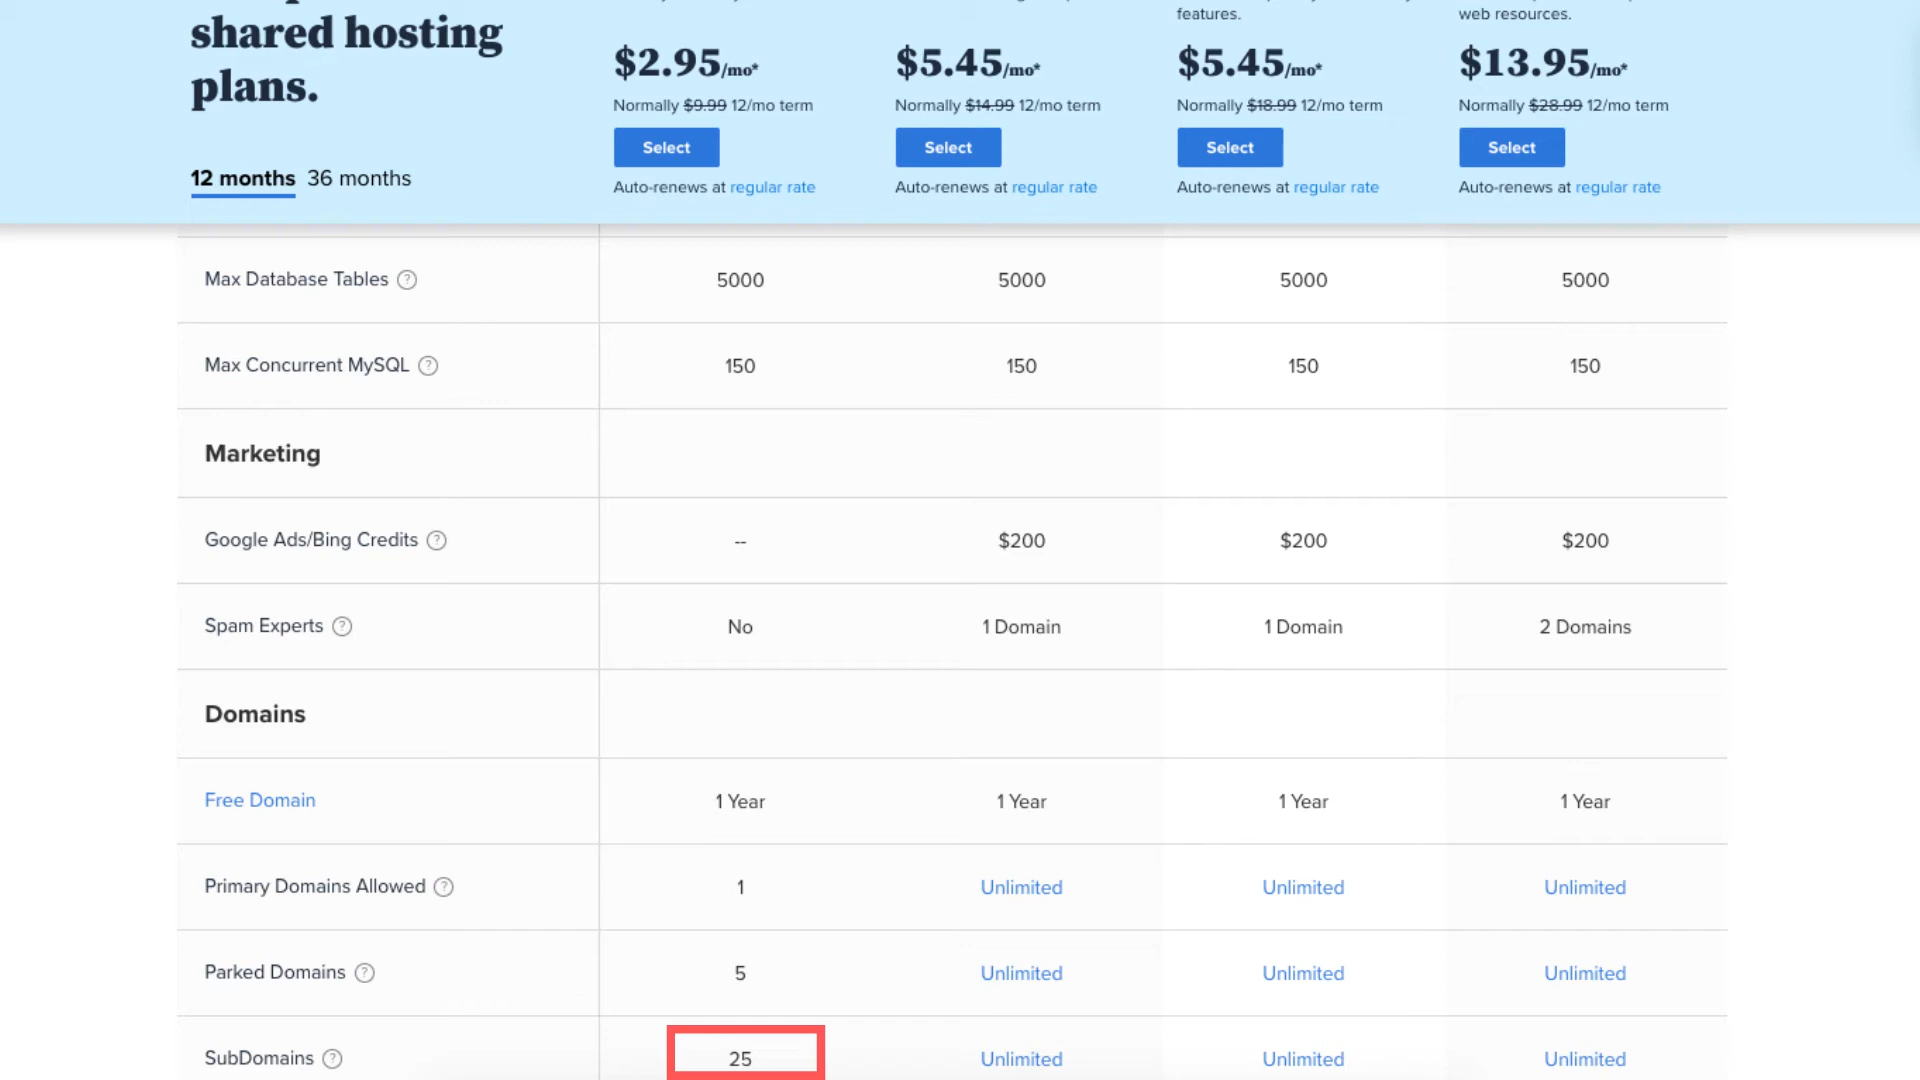 shared hosting
plans.
12 months 36 months
features.
web resources.
$2.95/mo* $5.45/mo* $5.45/mo* $13.95/mo*
Normally $9.99 12/mo term Normally $14.99 12/mo term Normally $18.99 12/mo term Normally $28.99 12/mo term
Select Select Select Select
Auto-renews at regular rate Auto-renews at regular rate Auto-renews at regular rate Auto-renews at regular rate
Max Database Tables ? 5000 5000 5000 5000
Max Concurrent MySQL ? 150 150 150 150
Marketing
Google Ads/Bing Credits ? -- $200 $200 $200
Spam Experts ? No 1 Domain 1 Domain 2 Domains
Domains
Free Domain 1 Year 1 Year 1 Year 1 Year
Primary Domains Allowed ? 1 Unlimited Unlimited Unlimited
Parked Domains ? 5 Unlimited Unlimited Unlimited
SubDomains ? 25 Unlimited Unlimited Unlimited